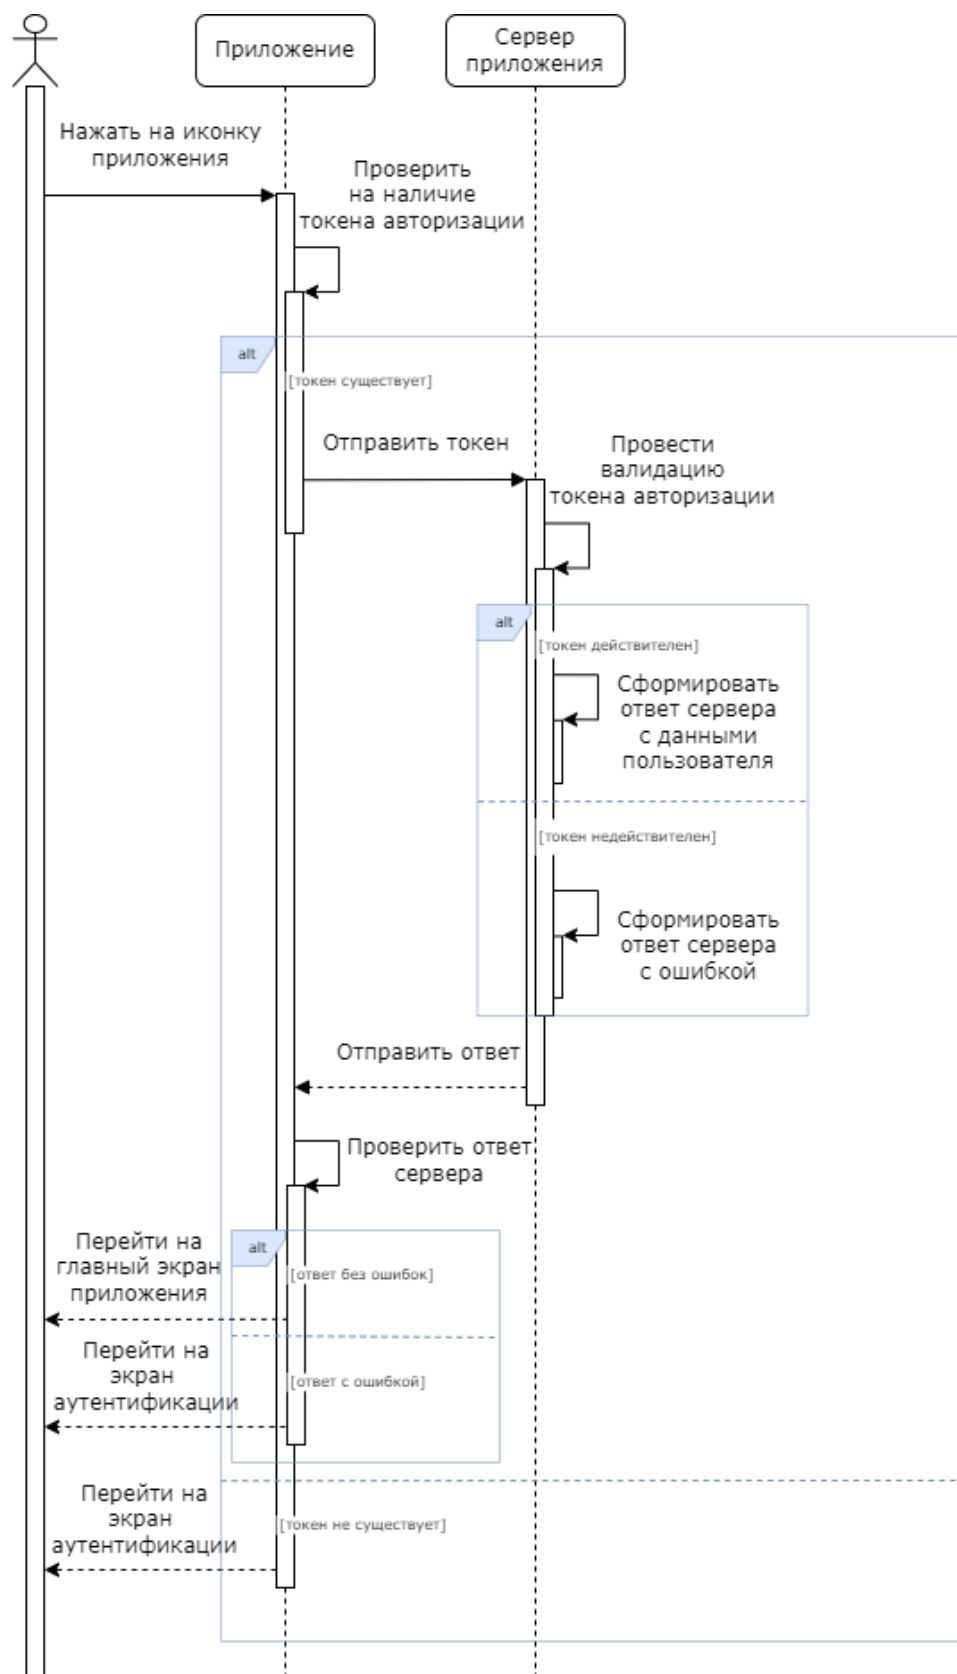 Приложение
Сервер
приложения
Нажать на иконку
приложения
Проверить
на наличие
токена авторизации
alt
[токен существует]
Отправить токен
Провести
валидацию
токена авторизации
alt
[токен действителен]
Сформировать
ответ сервера
с данными
пользователя
[токен недействителен]
Сформировать
ответ сервера
с ошибкой
Отправить ответ
Проверить ответ
сервера
Перейти на
главный экран
приложения
alt
[ответ без ошибок]
Перейти на
экран
аутентификации
[ответ с ошибкой]
Перейти на
экран
аутентификации
[токен не существует]